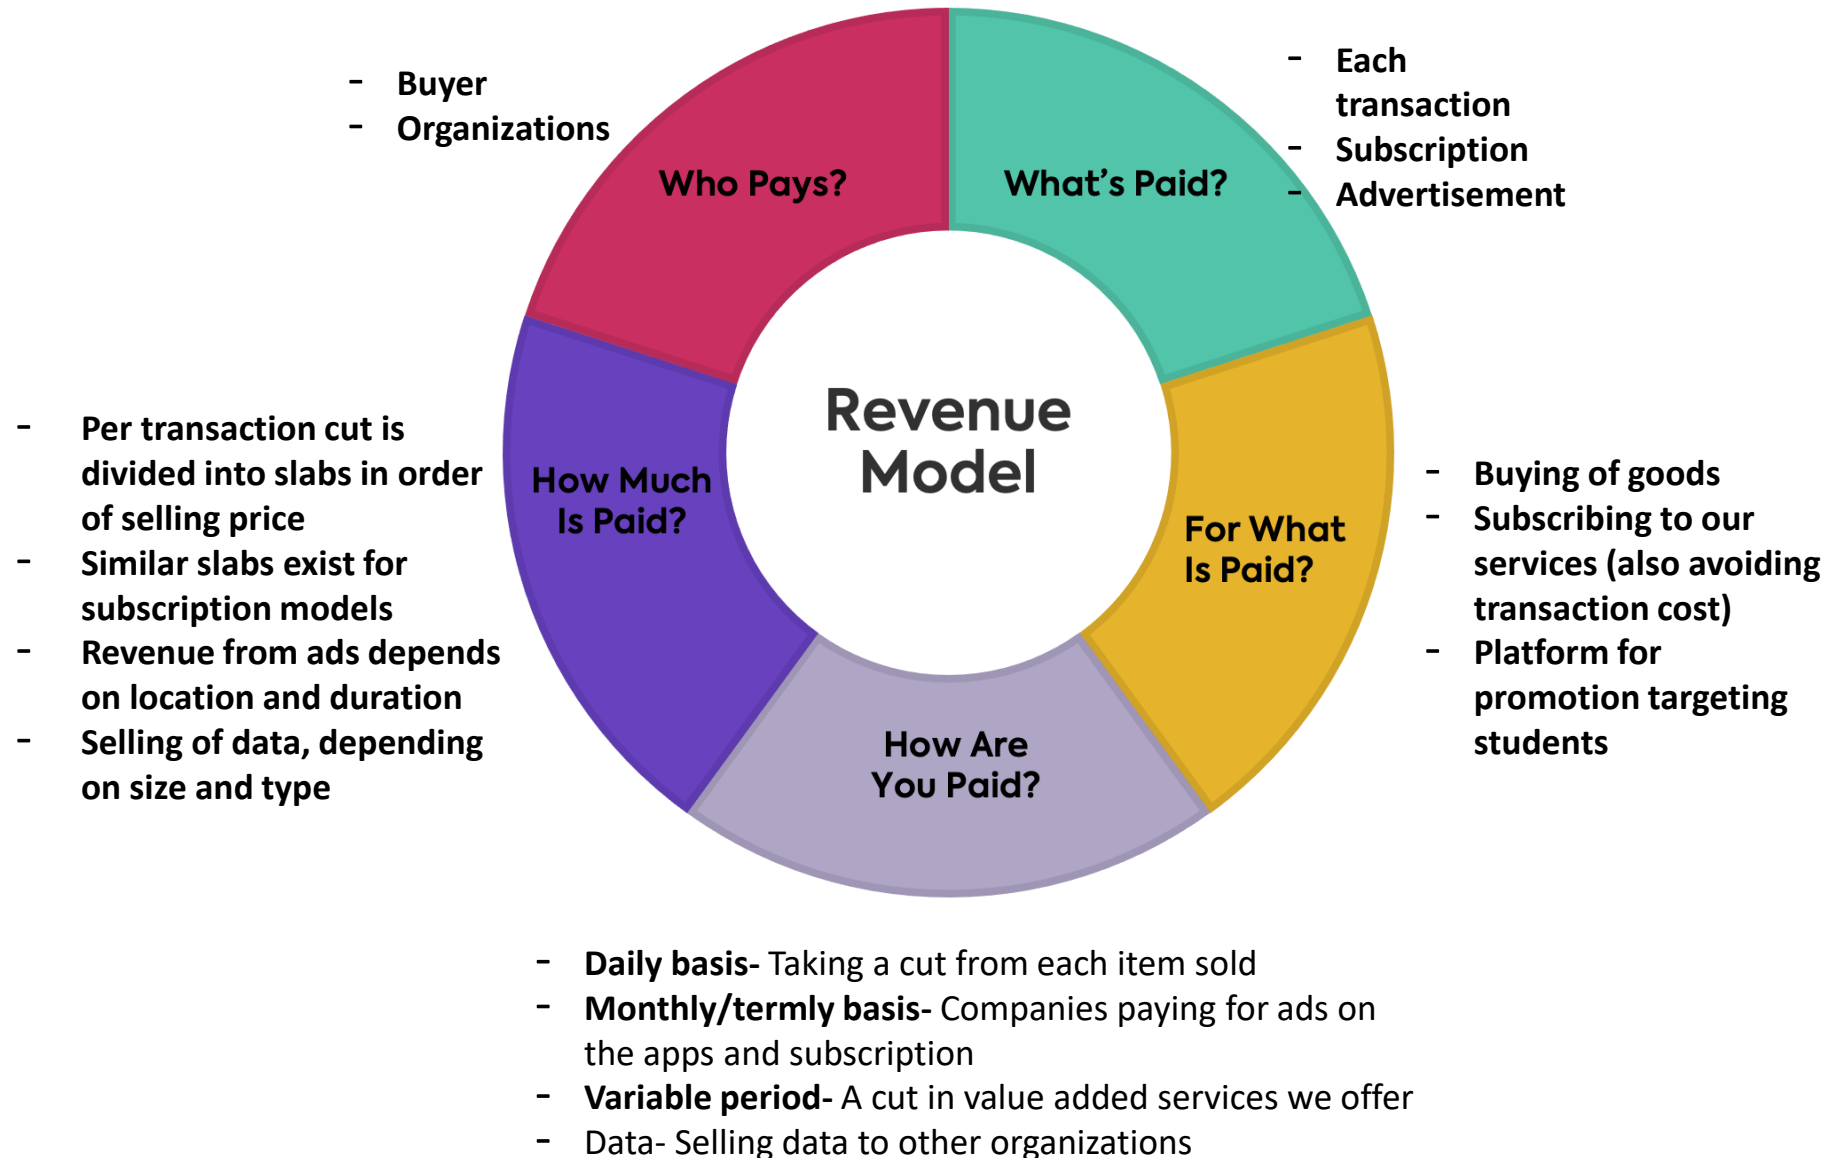 - Buyer
- Organizations
Who Pays?
What's Paid?
- Each
transaction
- Subscription
- Advertisement
Revenue
Model
- Per transaction cut is
divided into slabs in order
of selling price
- Similar slabs exist for
subscription models
- Revenue from ads depends
on location and duration
- Selling of data, depending
on size and type
How Much
Is Paid?
For What
Is Paid?
- Buying of goods
- Subscribing to our
services (also avoiding
transaction cost)
- Platform for
promotion targeting
students
How Are
You Paid?
- Daily basis- Taking a cut from each item sold
- Monthly/termly basis- Companies paying for ads on
the apps and subscription
- Variable period- A cut in value added services we offer
- Data- Selling data to other organizations